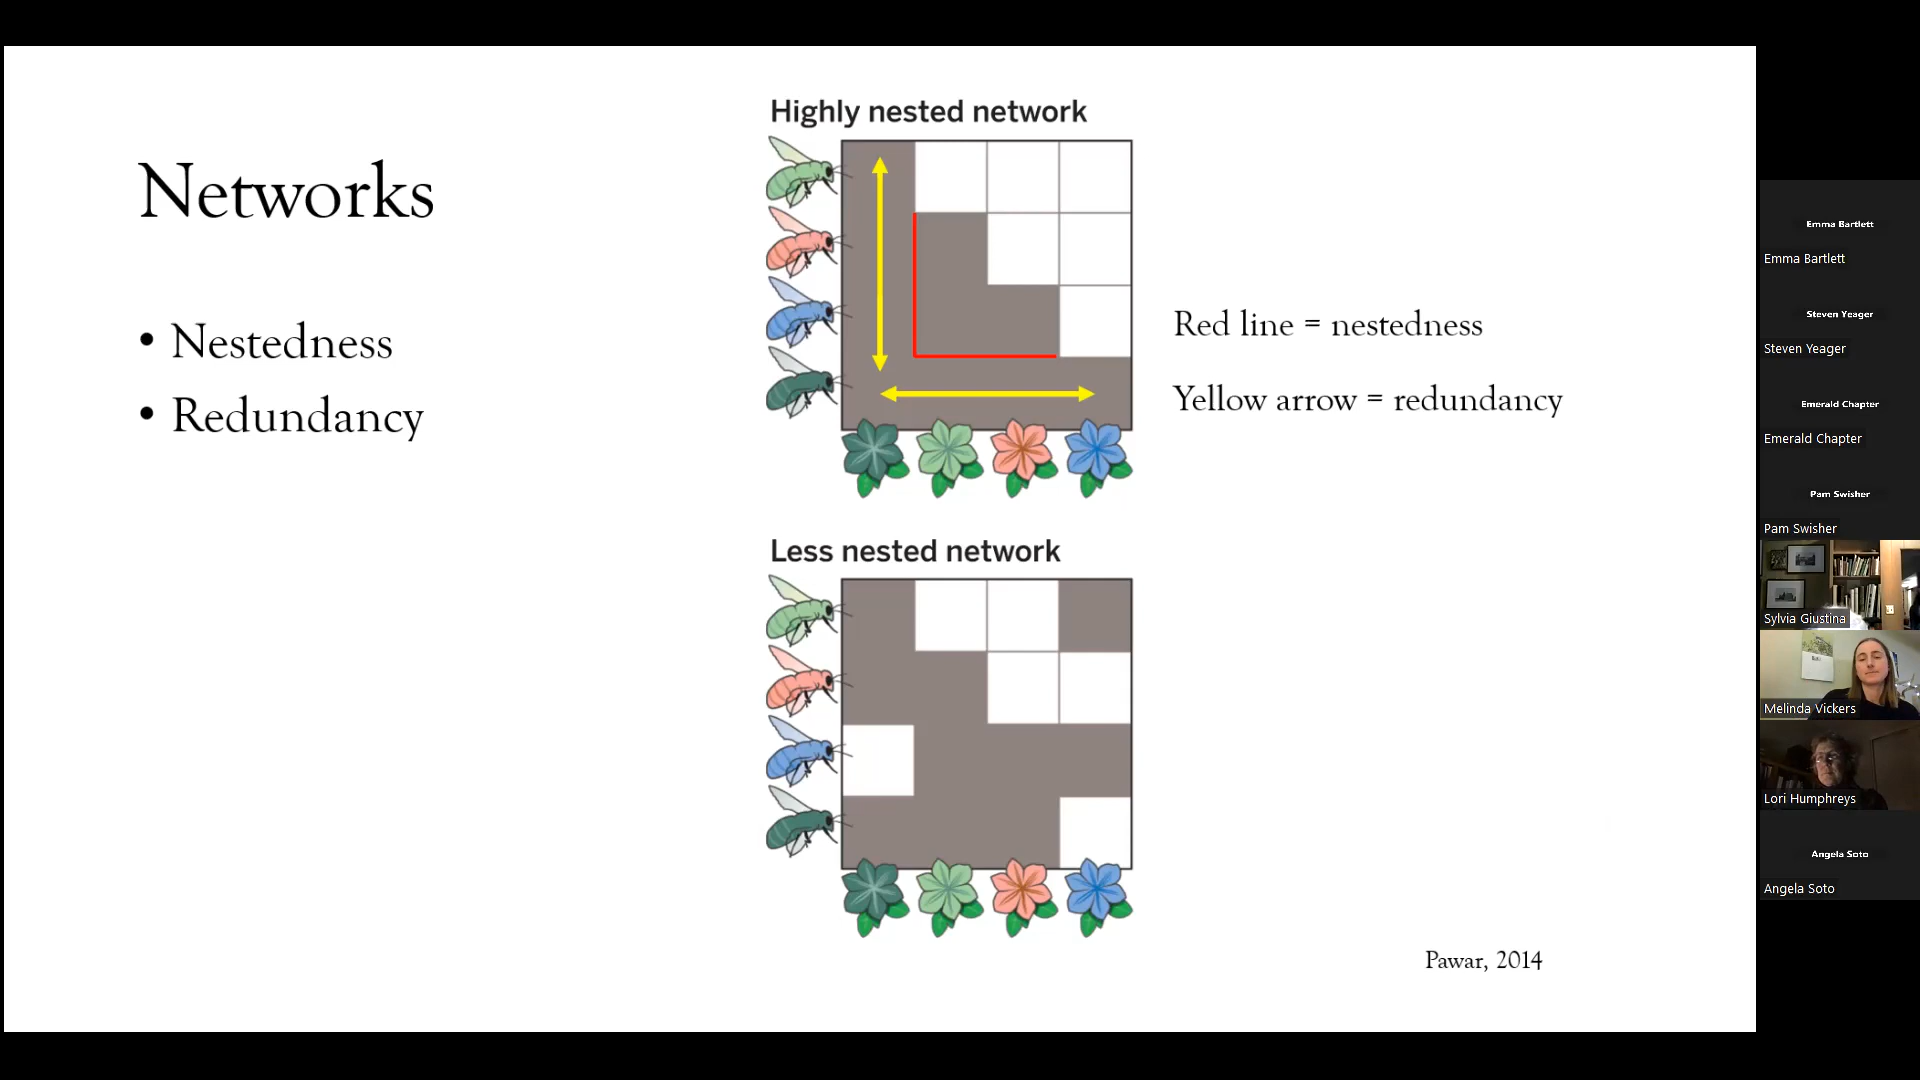 Networks
• Nestedness
• Redundancy
Highly nested network
Red line = nestedness
Yellow arrow = redundancy
Less nested network
Pawar, 2014
Emma Bartlett
Emma Bartlett
Steven Yeager
Steven Yeager
Emerald Chapter
Emerald Chapter
Pam Swisher
Pam Swisher
Sylvia Giustina
Melinda Vickers
Lori Humphreys
Angela Soto
Angela Soto